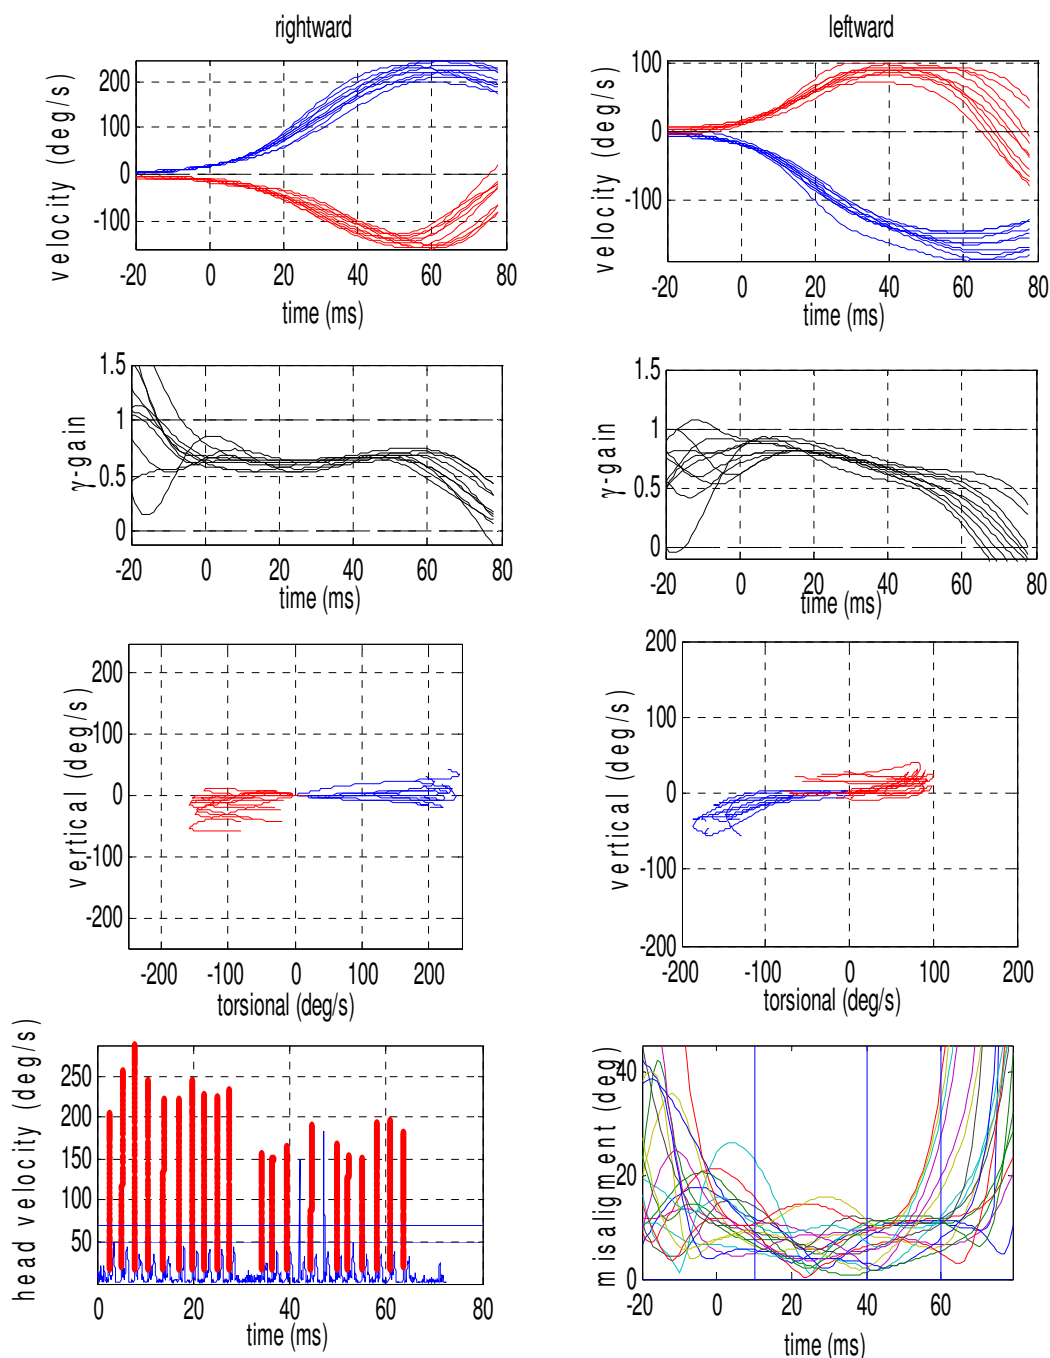 rightward
leftward
velocity (deg/s)
200
100
0
-100
-20 0 20 40 60 80
time (ms)
velocity (deg/s)
100
0
-100
-20 0 20 40 60 80
time (ms)
γ-gain
1.5
1
0.5
0
-20 0 20 40 60 80
time (ms)
γ-gain
1.5
1
0.5
0
-20 0 20 40 60 80
time (ms)
vertical (deg/s)
200
100
0
-100
-200
-200 -100 0 100 200
torsional (deg/s)
vertical (deg/s)
200
100
0
-100
-200
-200 -100 0 100 200
torsional (deg/s)
head velocity (deg/s)
250
200
150
100
50
0 20 40 60 80
time (ms)
misalignment (deg)
40
20
0
-20 0 20 40 60
time (ms)